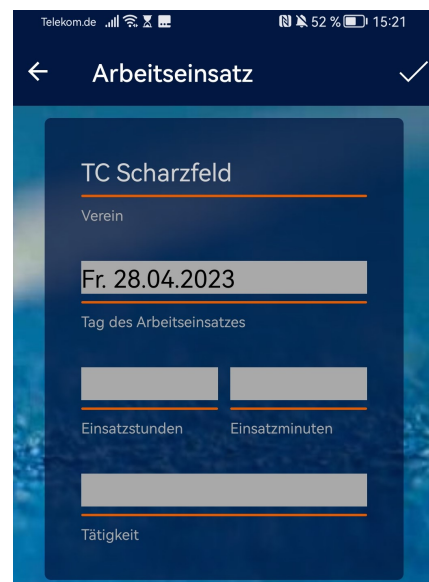 Telekom.de 52 % 15:21
Arbeitseinsatz
TC Scharzfeld
Verein
Fr. 28.04.2023
Tag des Arbeitseinsatzes
Einsatzstunden Einsatzminuten
Tätigkeit